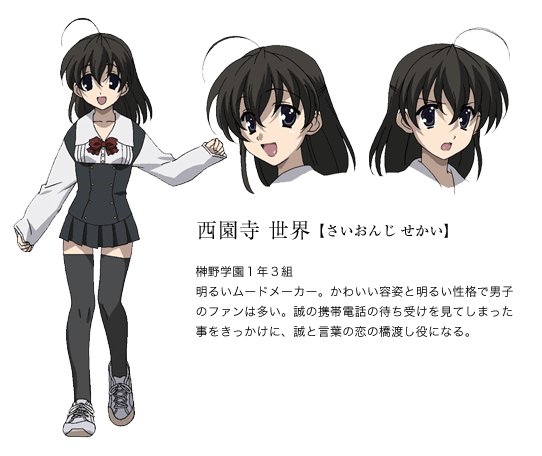 西園寺 世界【さいおんじ せかい】
榊野学園１年３組
明るいムードメーカー。かわいい容姿と明るい性格で男子
のファンは多い。誠の携帯電話の待ち受けを見てしまった
事をきっかけに、誠と言葉の恋の橋渡し役になる。